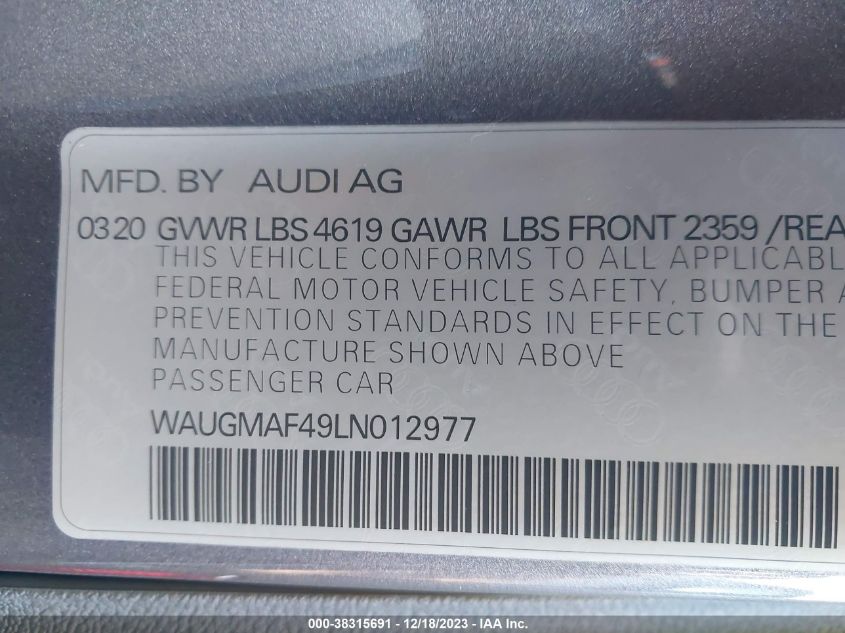 MFD. BY AUDI AG
0320 GVWR LBS 4619 GAWR LBS FRONT 2359 /REA
THIS VEHICLE CONFORMS TO ALL APPLICABL
FEDERAL MOTOR VEHICLE SAFETY, BUMPER A
PREVENTION STANDARDS IN EFFECT ON THE
MANUFACTURE SHOWN ABOVE
PASSENGER CAR
WAUGMAF49LN012977
000-38315691 - 12/18/2023 - IAA Inc.